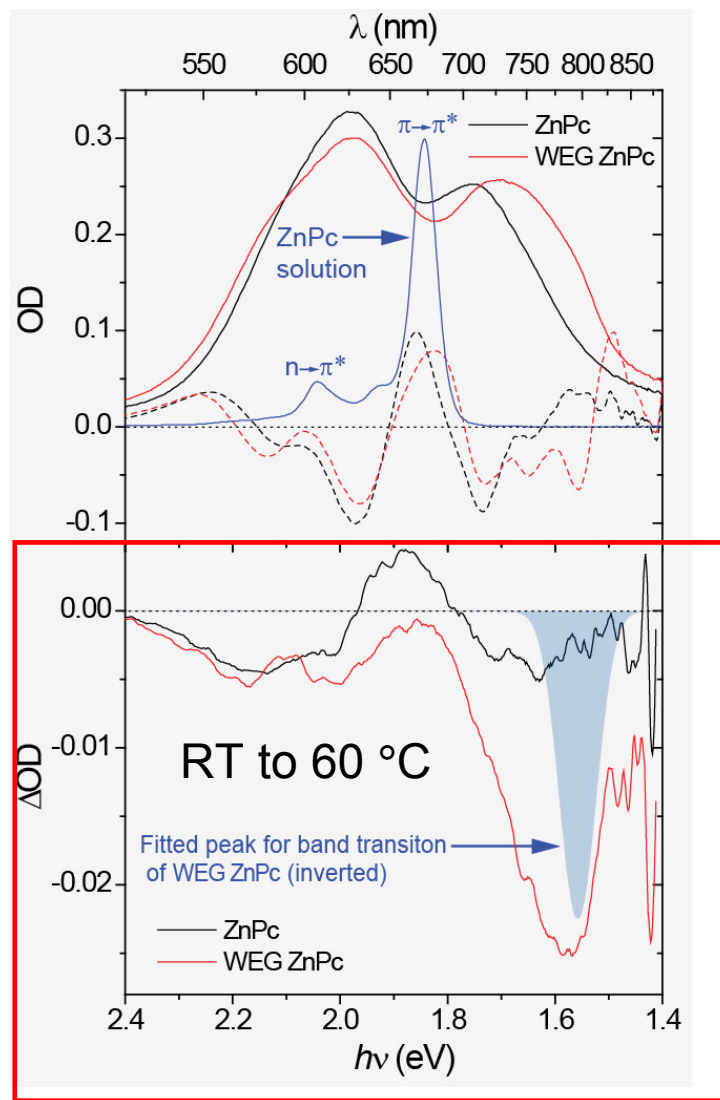 λ (nm)
550 600 650 700 750 800 850
0.3
0.2
0.1
0.0
-0.1
OD
π→π*
ZnPc
WEG ZnPc
ZnPc
solution
n→π*
0.00
-0.01
-0.02
ΔOD
RT to 60 °C
Fitted peak for band transiton
of WEG ZnPc (inverted)
ZnPc
WEG ZnPc
2.4 2.2 2.0 1.8 1.6 1.4
hν (eV)